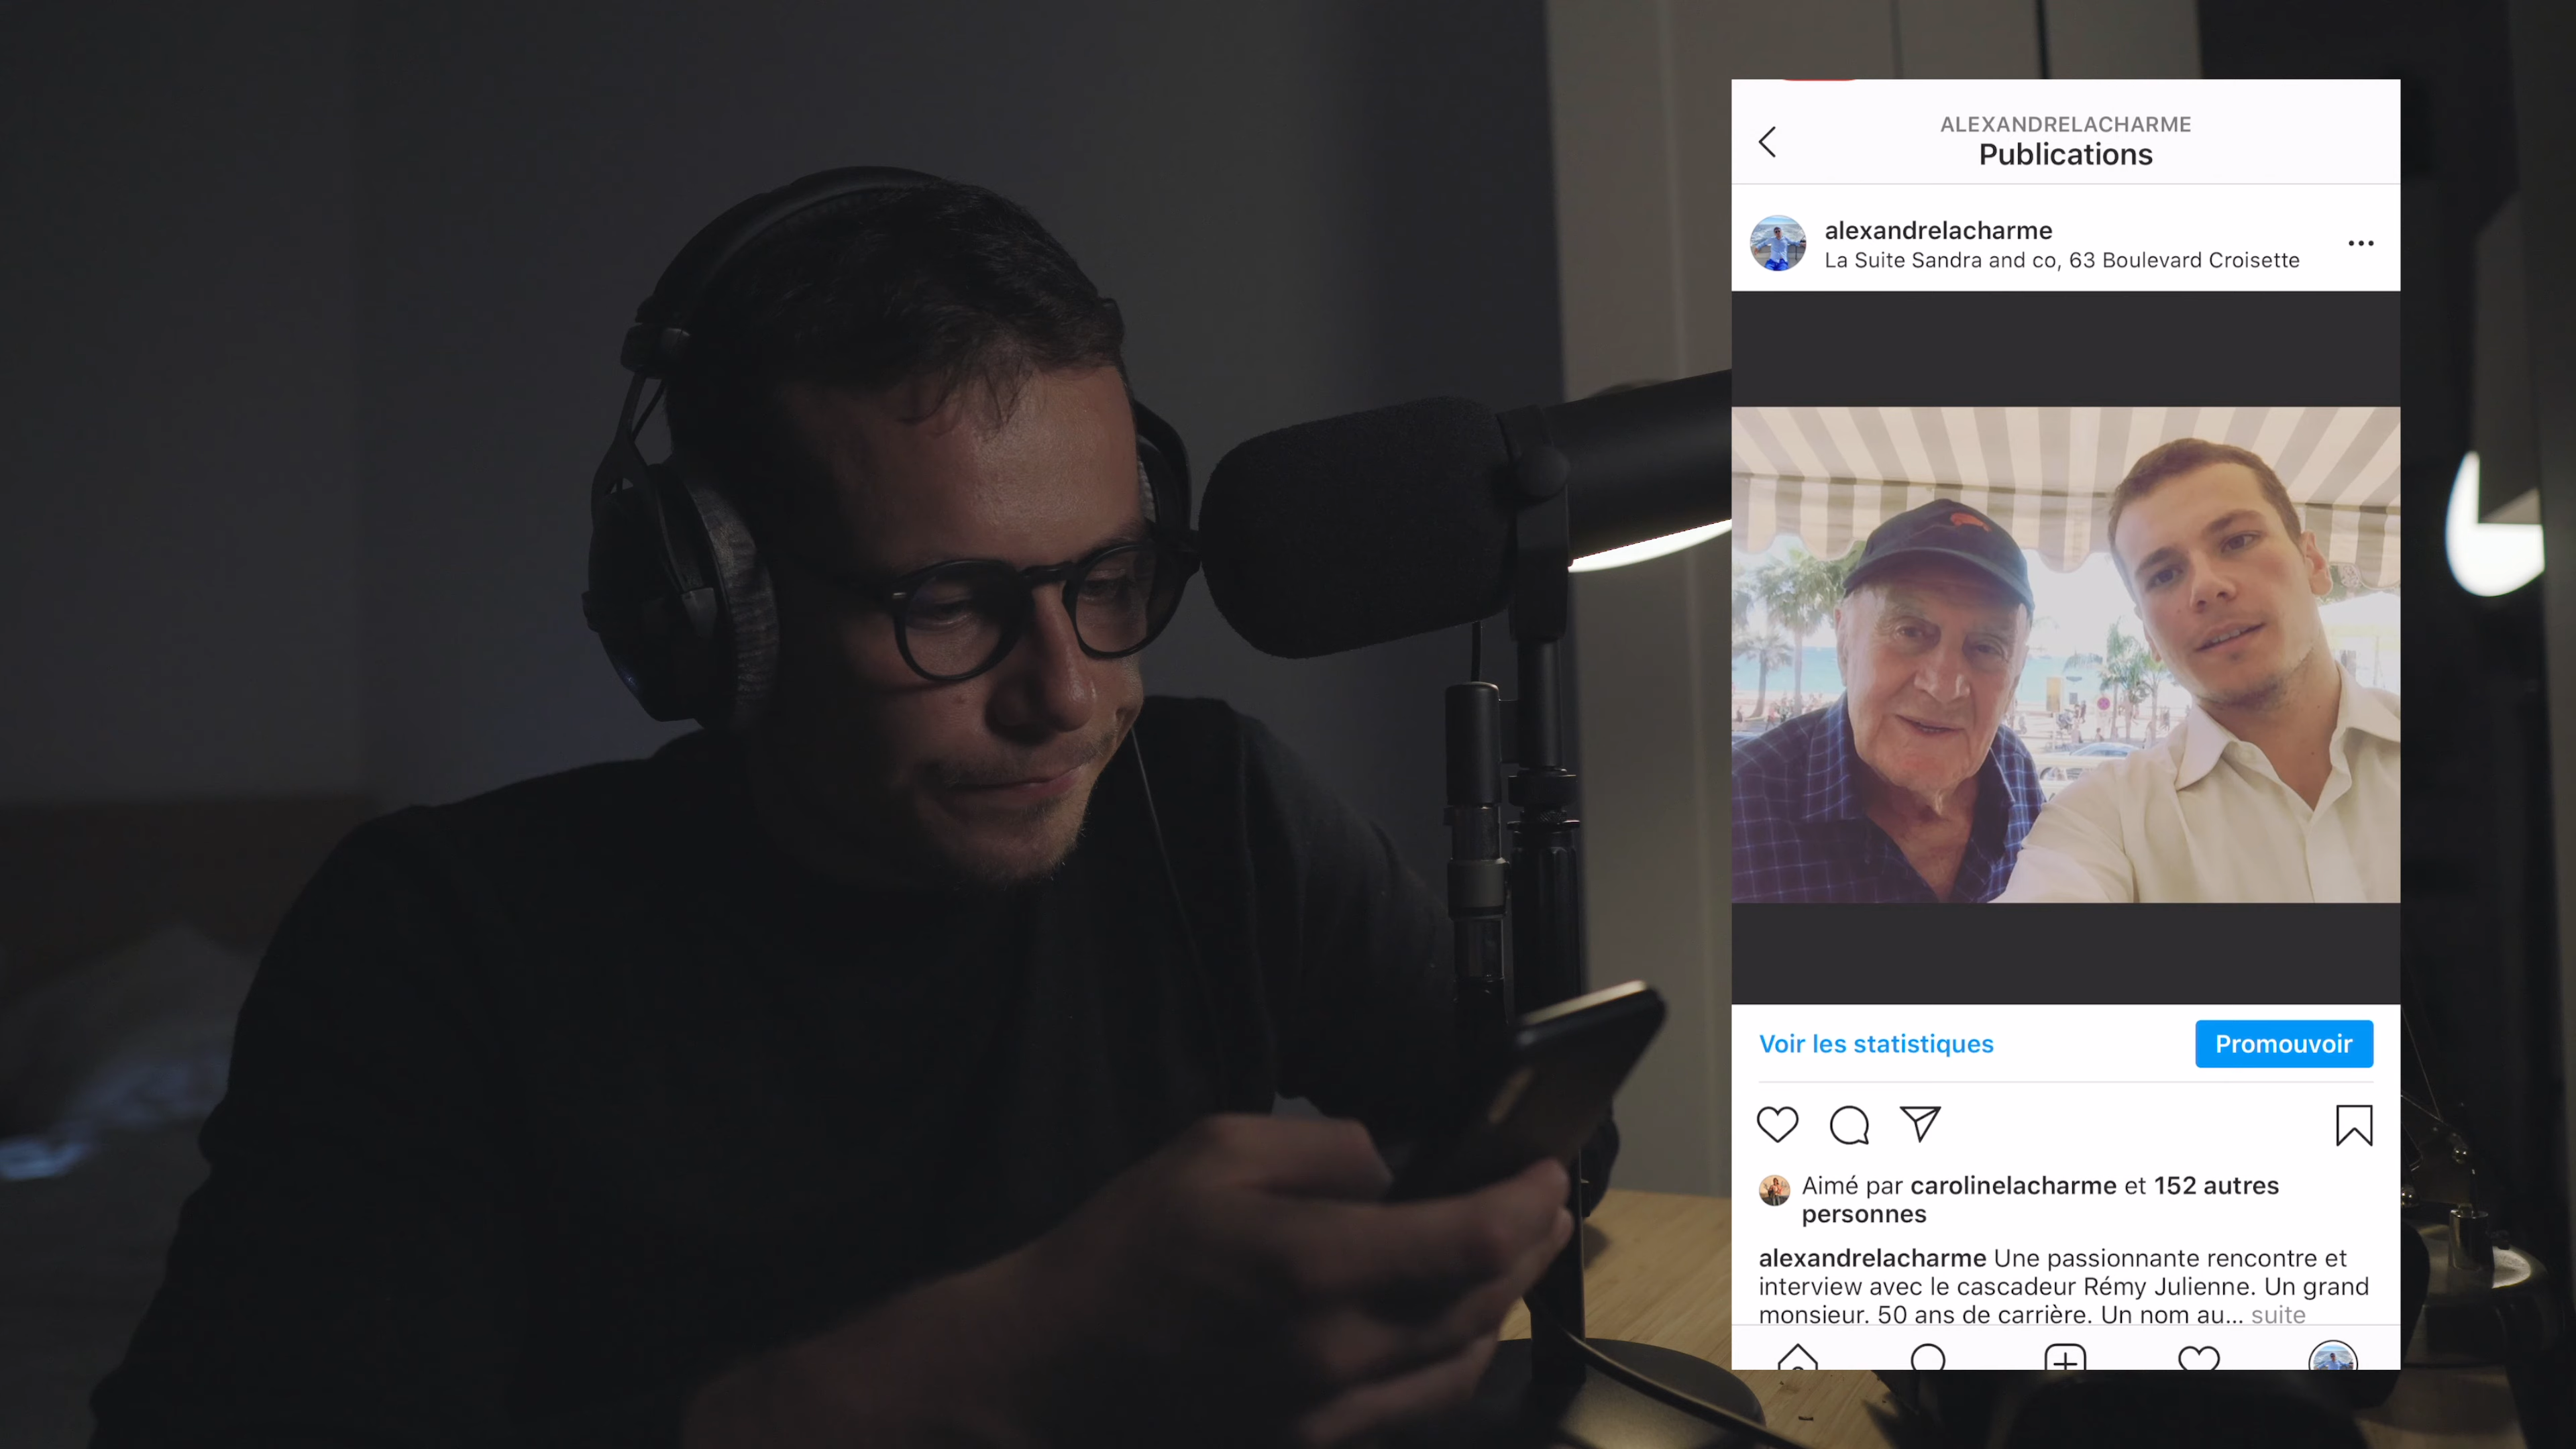 ALEXANDRELACHARME
Publications
alexandrelacharme
La Suite Sandra and co, 63 Boulevard Croisette
Voir les statistiques
Promouvoir
Aimé par carolinelacharme et 152 autres
personnes
alexandrelacharme Une passionnante rencontre et
interview avec le cascadeur Rémy Julienne. Un grand
monsieur. 50 ans de carrière. Un nom au... suite